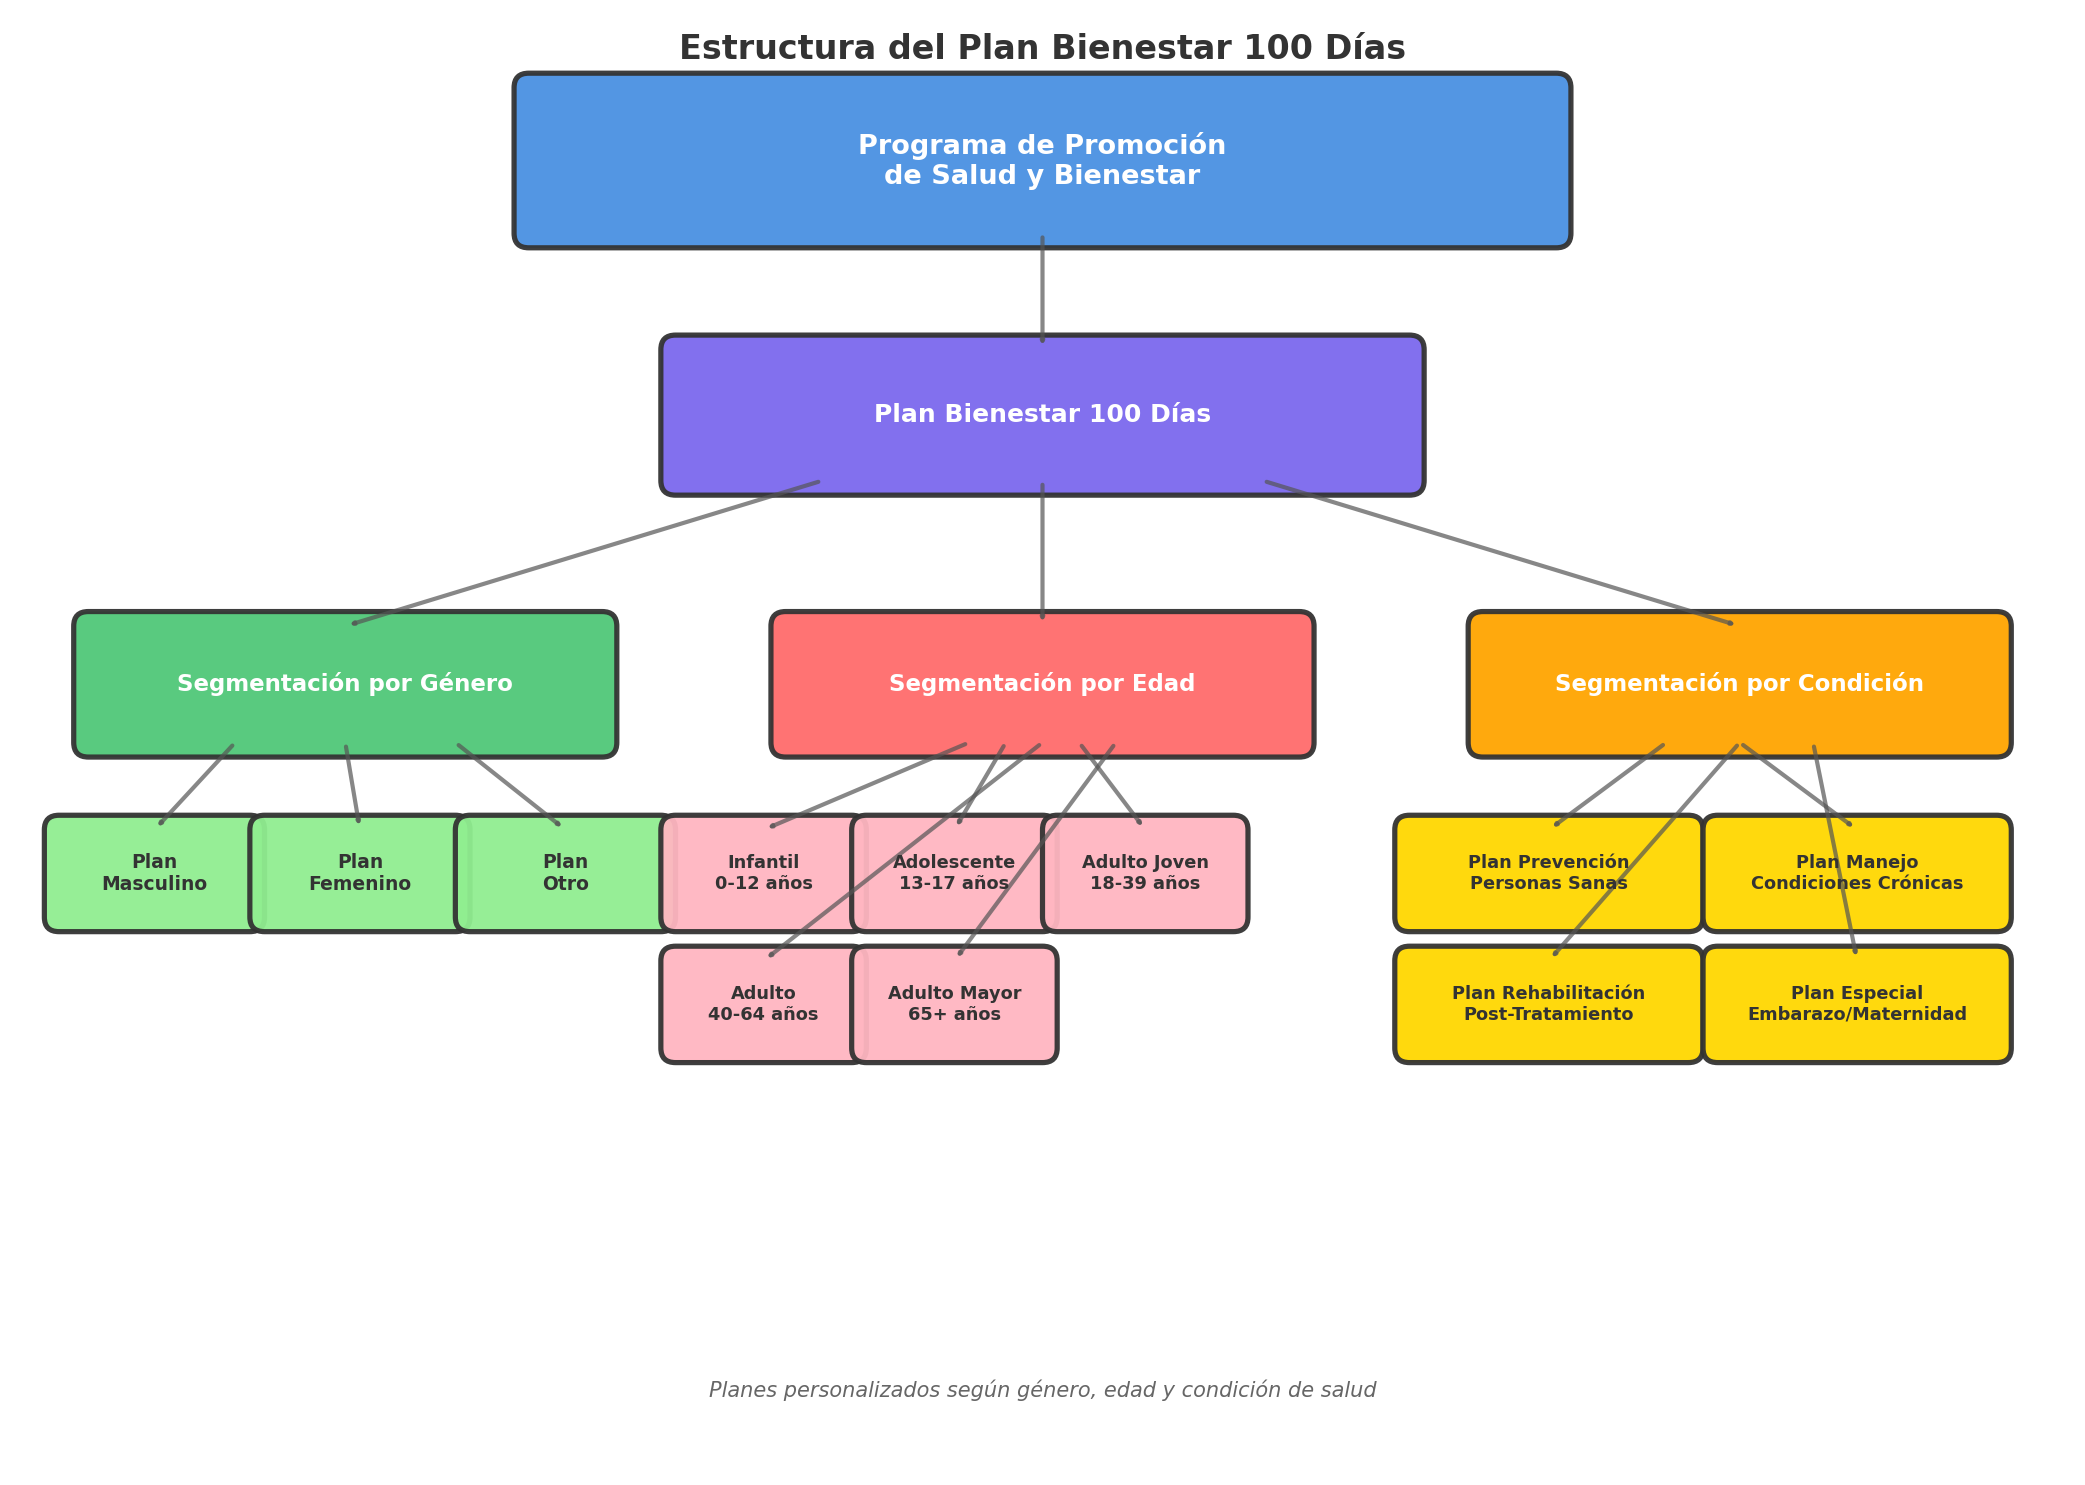 Estructura del Plan Bienestar 100 Días
Programa de Promoción
de Salud y Bienestar
Plan Bienestar 100 Días
Segmentación por Género
Segmentación por Edad
Segmentación por Condición
Plan
Masculino
Plan
Femenino
Plan
Otro
Infantil
0-12 años
Adolescente
13-17 años
Adulto Joven
18-39 años
Plan Prevención
Personas Sanas
Plan Manejo
Condiciones Crónicas
Adulto
40-64 años
Adulto Mayor
65+ años
Plan Rehabilitación
Post-Tratamiento
Plan Especial
Embarazo/Maternidad
Planes personalizados según género, edad y condición de salud